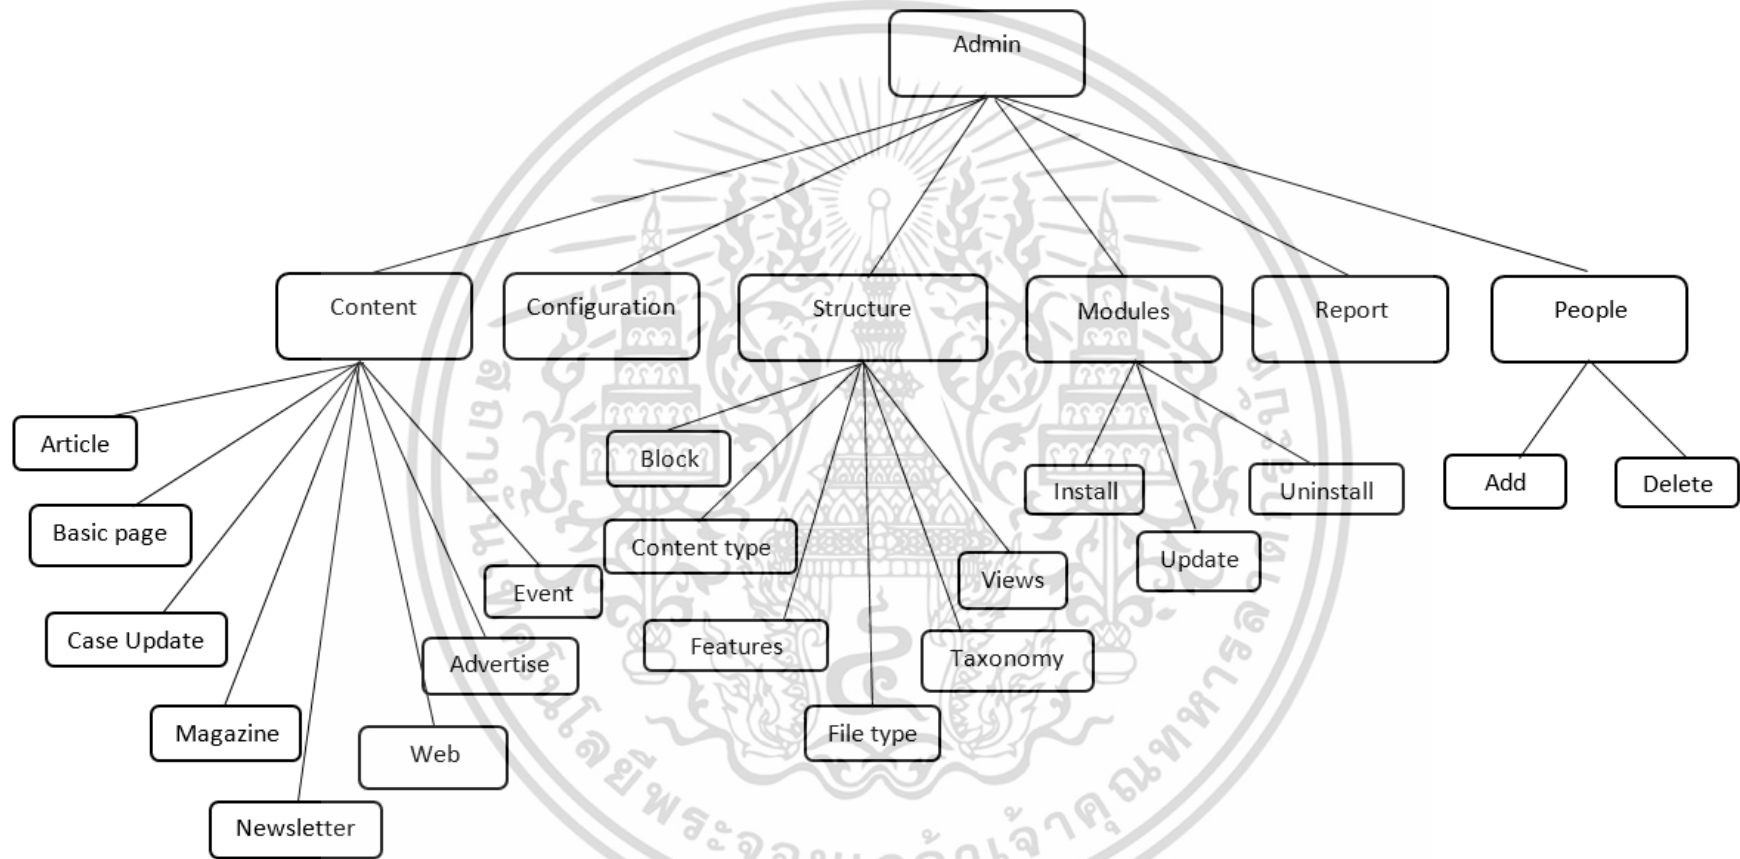 Admin
Content
Configuration
Structure
Modules
Report
People
Article
Basic page
Case Update
Magazine
Newsletter
Web
Advertise
Event
Block
Content type
Features
File type
Taxonomy
Views
Install
Update
Uninstall
Add
Delete